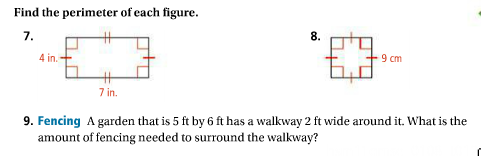 Find the perimeter of each figure.
7.
4 in.
7 in.
8.
9 cm
9. Fencing A garden that is 5 ft by 6 ft has a walkway 2 ft wide around it. What is the
amount of fencing needed to surround the walkway?